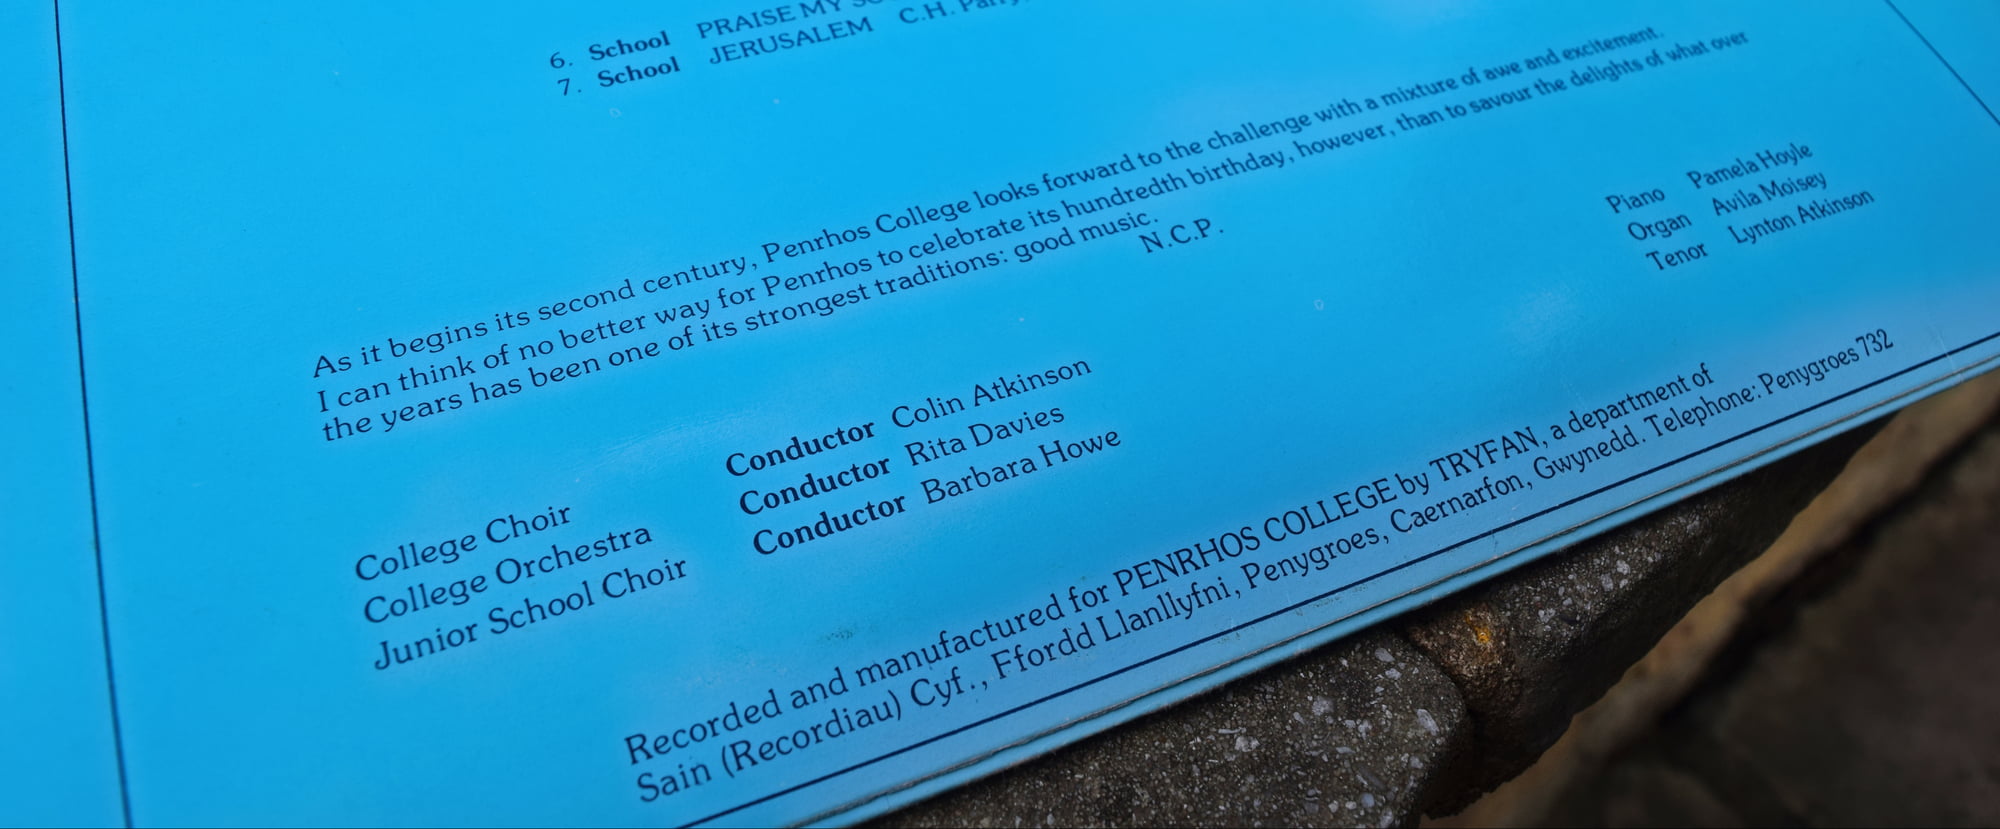 6. School PRAISE MY
7. School JERUSALEM C.H. Parry
As it begins its second century, Penrhos College looks forward to the challenge with a mixture of awe and excitement.
I can think of no better way for Penrhos to celebrate its hundredth birthday, however, than to savour the delights of what over
the years has been one of its strongest traditions: good music.
N.C.P.
Piano Pamela Hoyle
Organ Avila Moisey
Tenor Lynton Atkinson
College Choir Conductor Colin Atkinson
College Orchestra Conductor Rita Davies
Junior School Choir Conductor Barbara Howe
Recorded and manufactured for PENRHOS COLLEGE by TRYFAN, a department of
Sain (Recordiau) Cyf., Ffordd Llanllyfni, Penygroes, Caernarfon, Gwynedd. Telephone: Penygroes 732